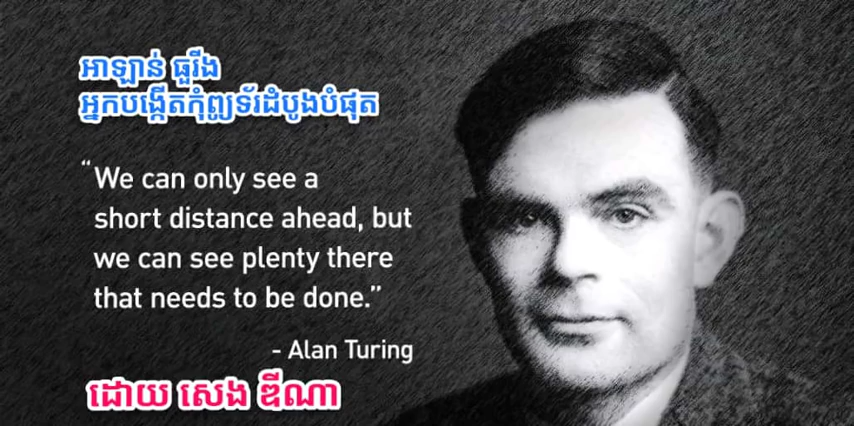 អាឡាន់ ធួរីង
អ្នកបង្កើតកុំព្យូទ័រដំបូងបំផុត
“We can only see a
short distance ahead, but
we can see plenty there
that needs to be done.”
- Alan Turing
ដោយ សេង ឌីណា